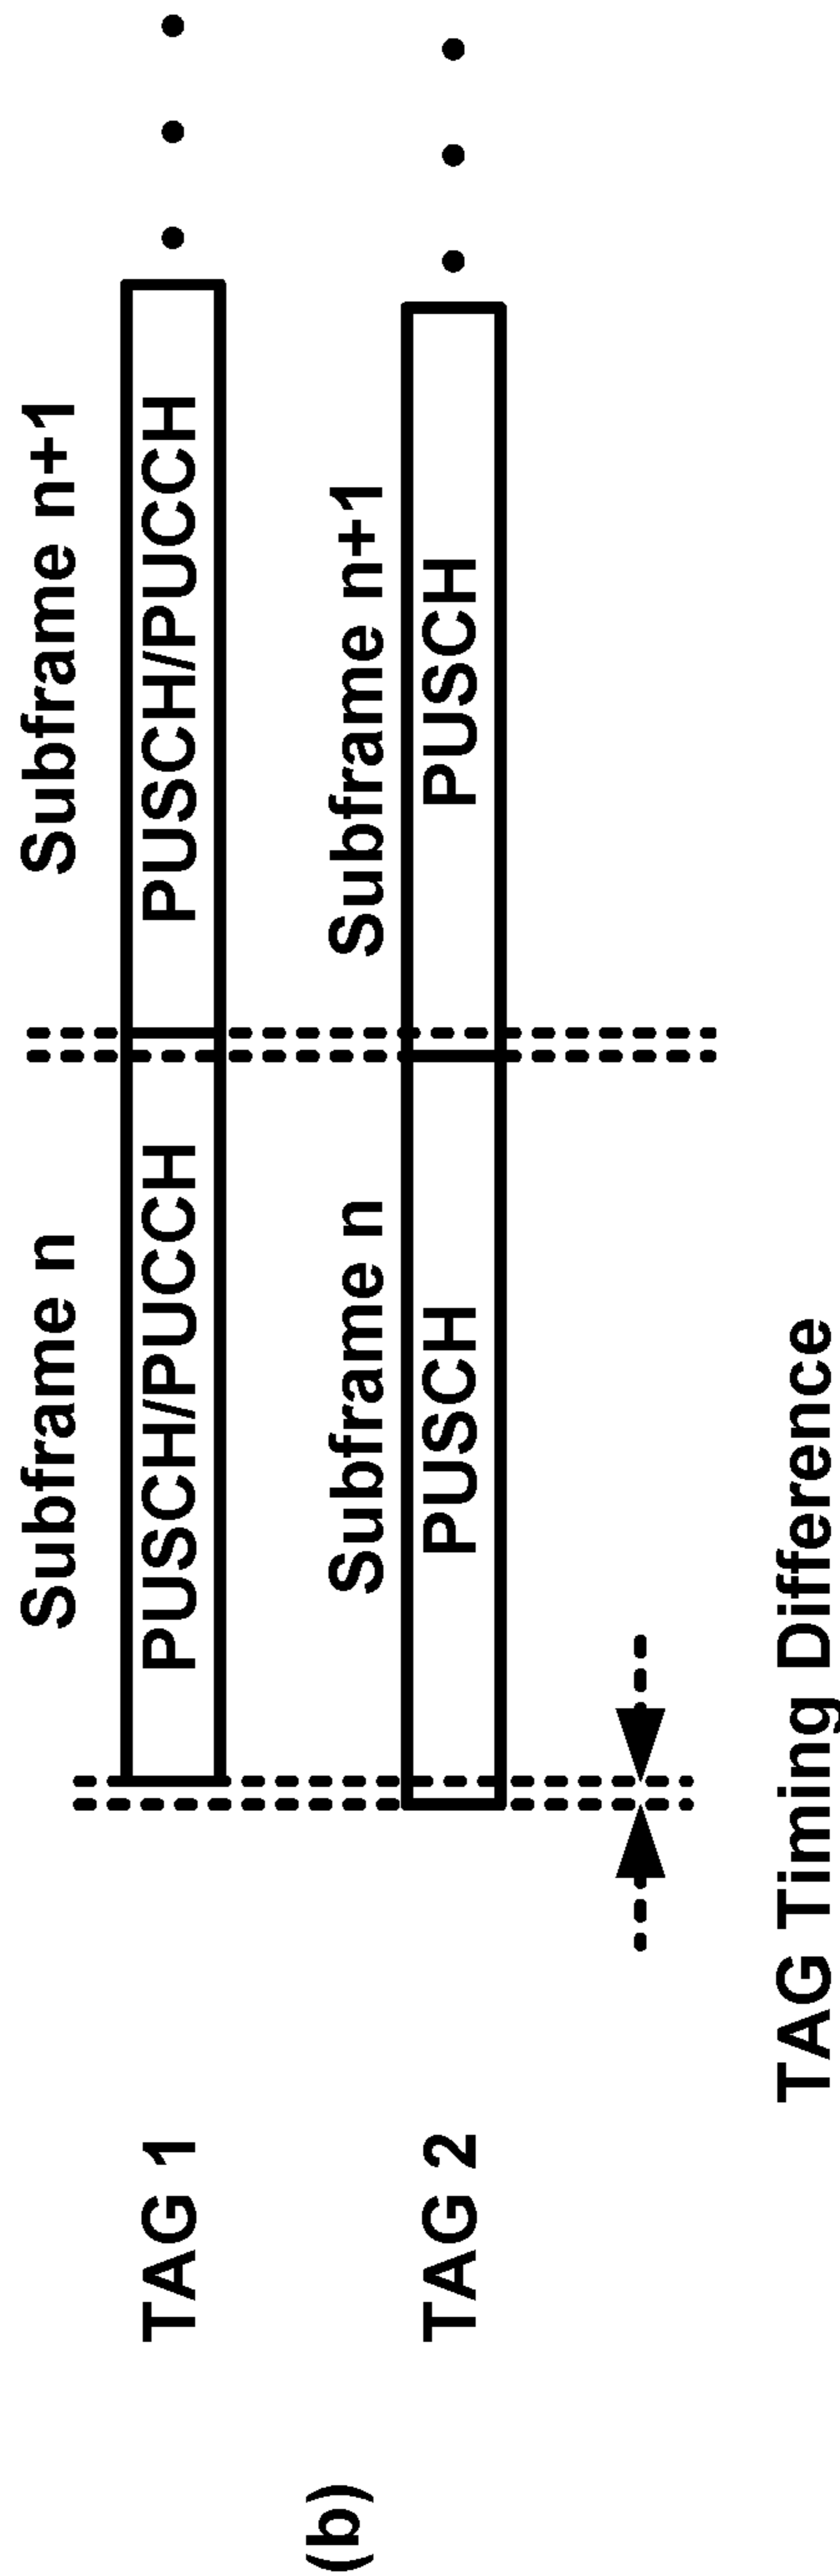 Subframe n
Subframe n+1
TAG 1
PUSCH/PUCCH
PUSCH/PUCCH
(b)
Subframe n
Subframe n+1
TAG 2
PUSCH
PUSCH
TAG Timing Difference